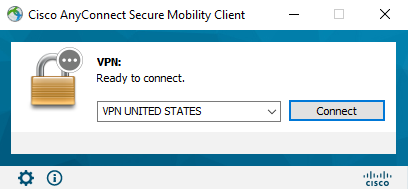 Cisco AnyConnect Secure Mobility Client
VPN:
Ready to connect.
VPN UNITED STATES
Connect
CISCO